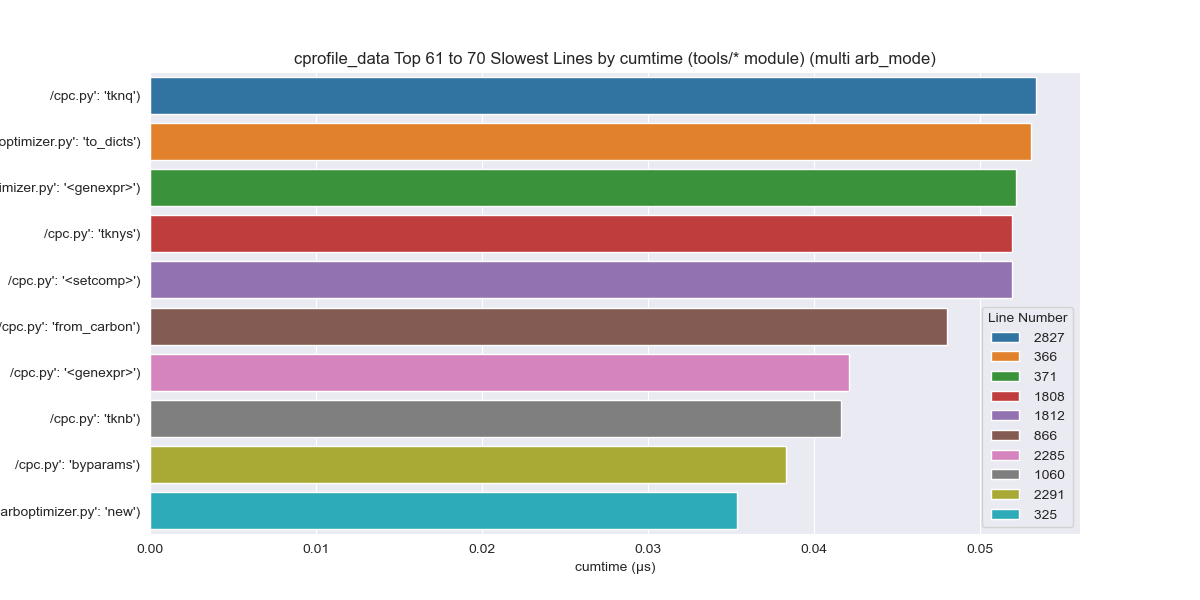 cprofile_data Top 61 to 70 Slowest Lines by cumtime (tools/* module) (multi arb_mode)
/cpc.py': 'tknq')
optimizer.py': 'to_dicts')
imizer.py': '<genexpr>')
/cpc.py': 'tknys')
/cpc.py': '<setcomp>')
/cpc.py': 'from_carbon')
/cpc.py': '<genexpr>')
/cpc.py': 'tknb')
/cpc.py': 'byparams')
arboptimizer.py': 'new')
Line Number
2827
366
371
1808
1812
866
2285
1060
2291
325
0.00 0.01 0.02 0.03 0.04 0.05
cumtime (µs)